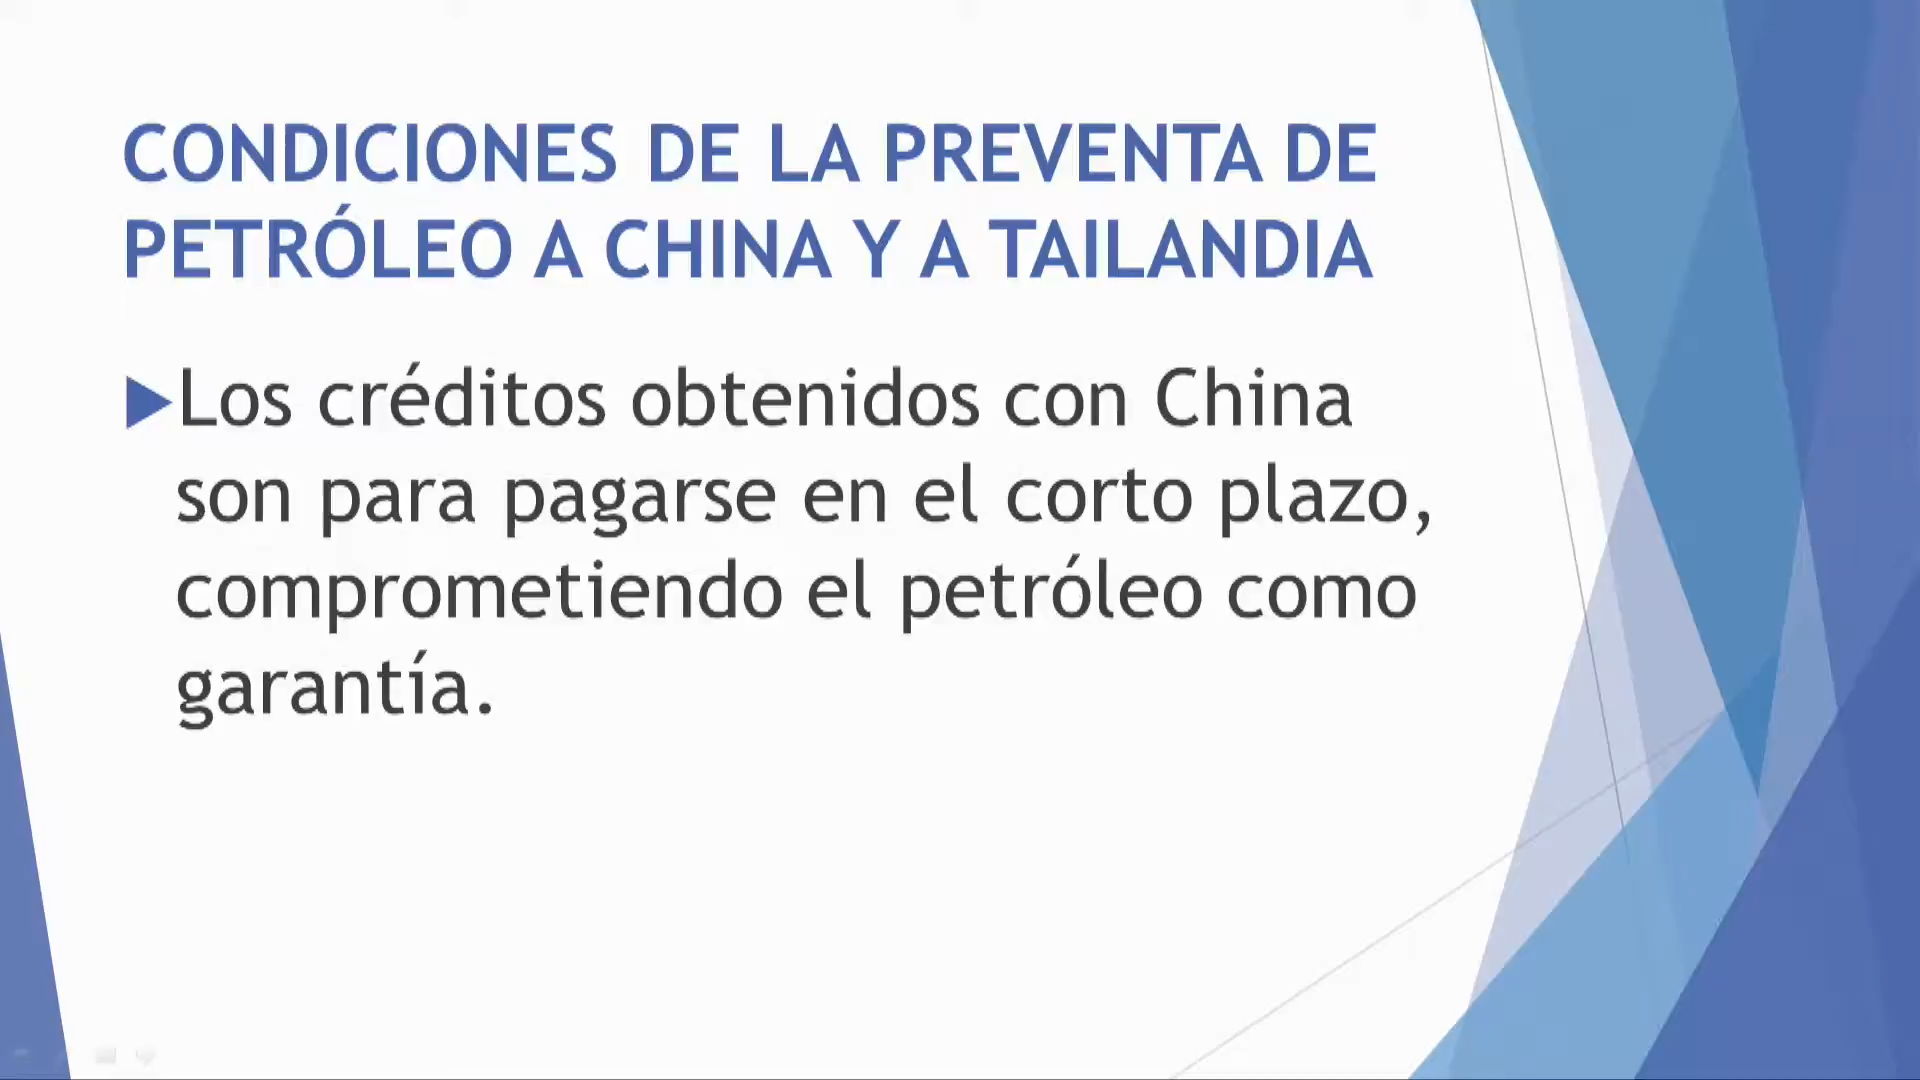 CONDICIONES DE LA PREVENTA DE
PETRÓLEO A CHINA Y A TAILANDIA
Los créditos obtenidos con China
son para pagarse en el corto plazo,
comprometiendo el petróleo como
garantía.